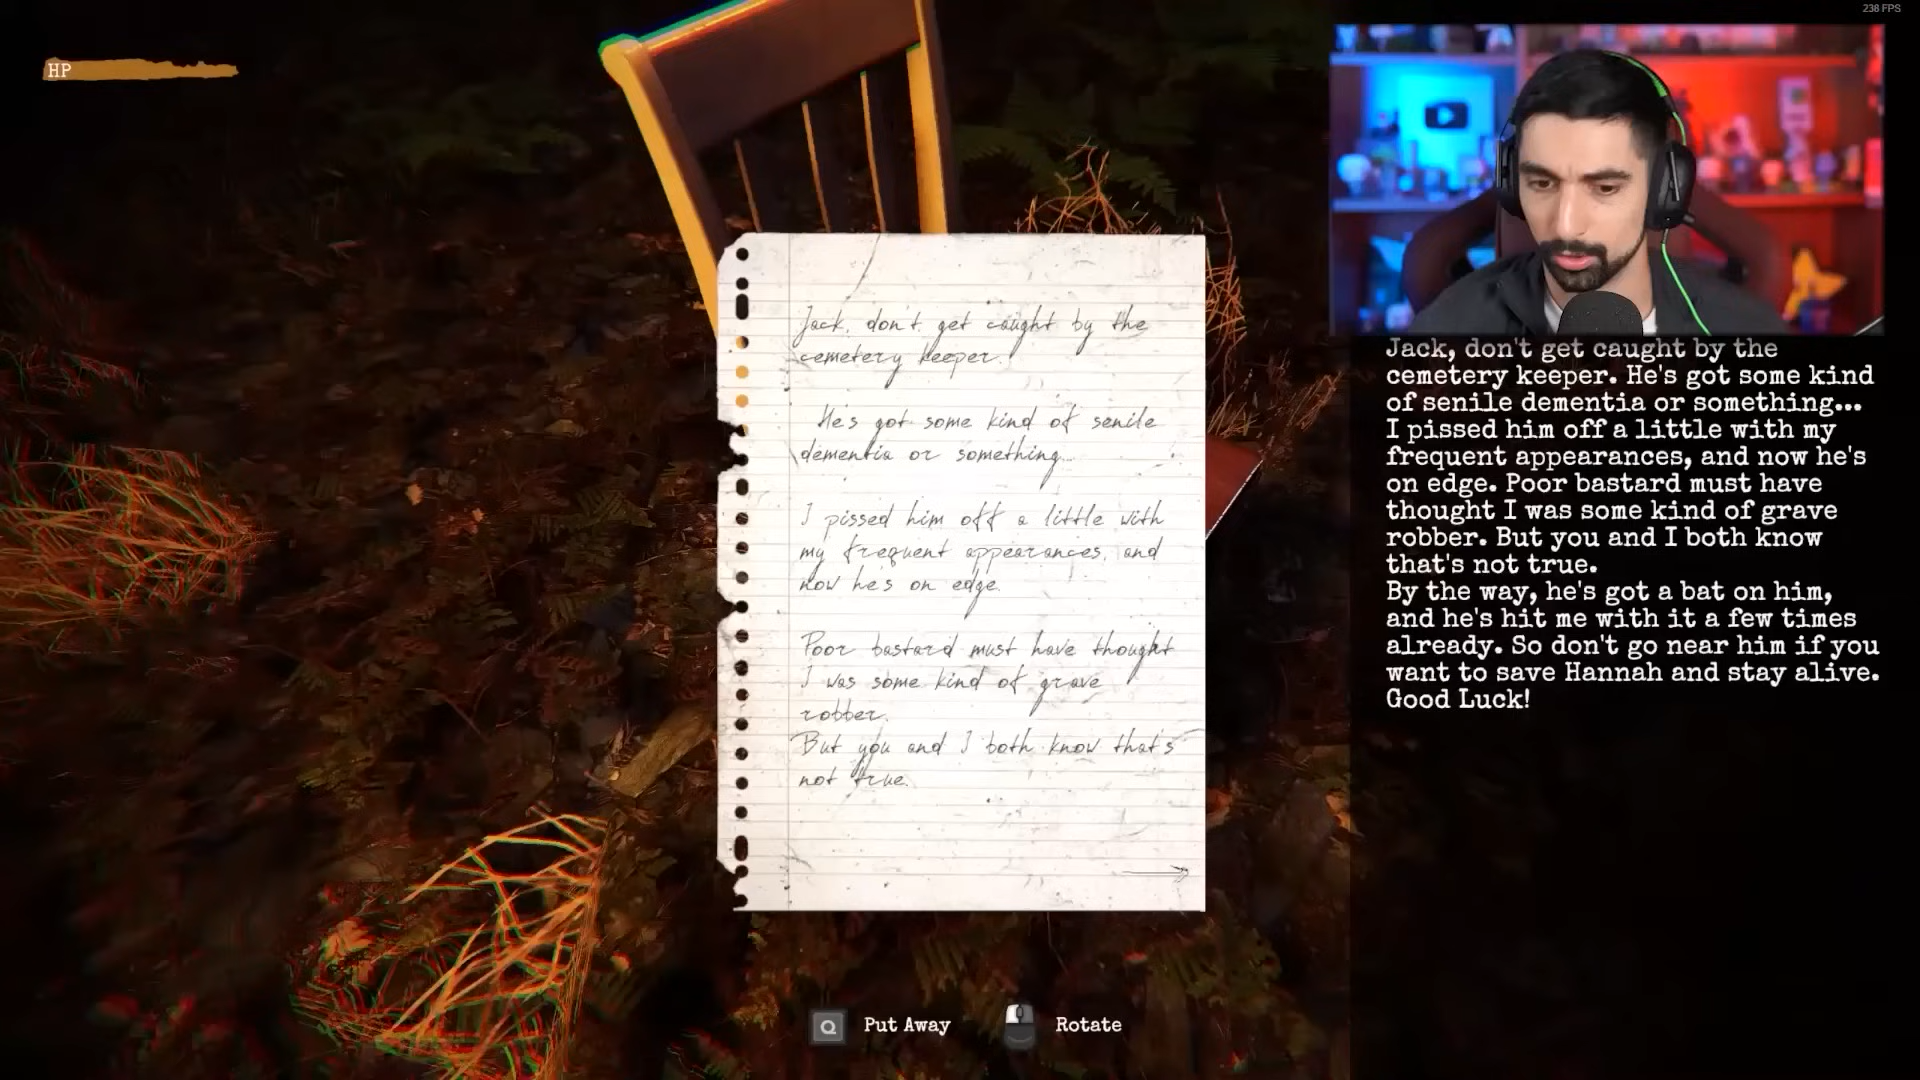 238 FPS
HP
Jack, don't get caught by the
cemetery keeper.
He's got some kind of senile
dementia or something...
I pissed him off a little with
my frequent appearances, and
now he's on edge.
Poor bastard must have thought
I was some kind of grave
robber.
But you and I both know that's
not true.
Jack, don't get caught by the
cemetery keeper. He's got some kind
of senile dementia or something...
I pissed him off a little with my
frequent appearances, and now he's
on edge. Poor bastard must have
thought I was some kind of grave
robber. But you and I both know
that's not true.
By the way, he's got a bat on him,
and he's hit me with it a few times
already. So don't go near him if you
want to save Hannah and stay alive.
Good Luck!
Q Put Away
Rotate